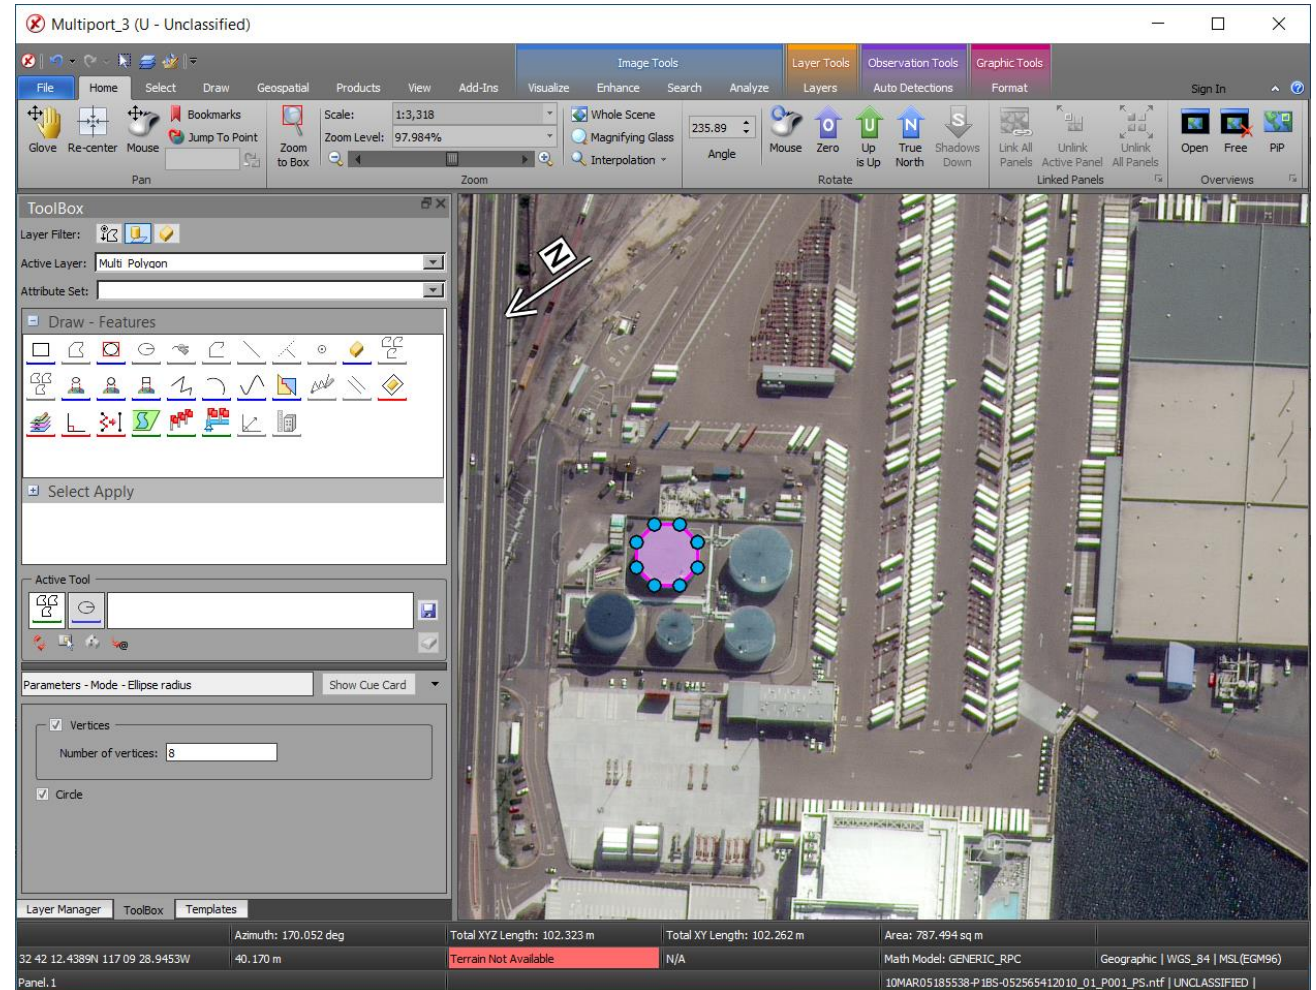 Multiport_3 (U - Unclassified)
Image Tools
Layer Tools
Observation Tools
Graphic Tools
File
Home
Select
Draw
Geospatial
Products
View
Add-Ins
Visualize
Enhance
Search
Analyze
Layers
Auto Detections
Format
Sign In
Glove
Re-center
Mouse
Bookmarks
Jump To Point
Pan
Zoom to Box
Scale: 1:3,318
Zoom Level: 97.984%
Zoom
Whole Scene
Magnifying Glass
Interpolation
235.89
Angle
Mouse
Zero
Up is Up
True North
Shadows Down
Rotate
Link All Panels
Unlink Active Panel
Unlink All Panels
Linked Panels
Open
Free
PiP
Overviews
ToolBox
Layer Filter:
Active Layer: Multi Polygon
Attribute Set:
Draw - Features
Select Apply
Active Tool
Parameters - Mode - Ellipse radius
Show Cue Card
Vertices
Number of vertices: 8
Circle
Layer Manager
ToolBox
Templates
N
Azimuth: 170.052 deg
Total XYZ Length: 102.323 m
Total XY Length: 102.262 m
Area: 787.494 sq m
32 42 12.4389N 117 09 28.9453W
40.170 m
Terrain Not Available
N/A
Math Model: GENERIC_RPC
Geographic | WGS_84 | MSL(EGM96)
Panel.1
10MAR05185538-P1BS-052565412010_01_P001_PS.ntf | UNCLASSIFIED |